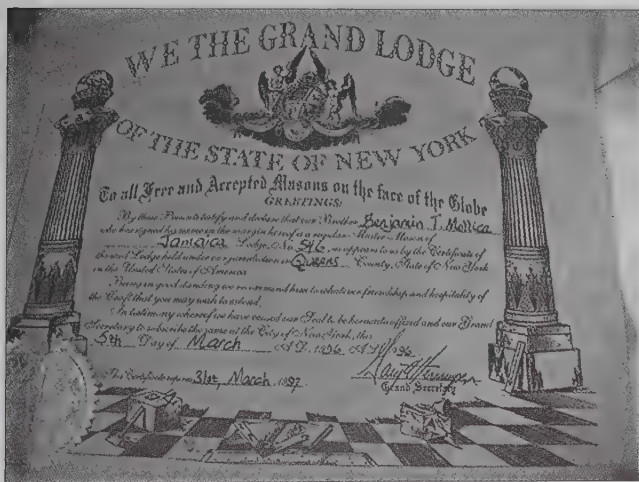 WE THE GRAND LODGE
OF THE STATE OF NEW YORK
To all Free and Accepted Masons on the face of the Globe
GREETINGS:
By these Presents testify and declare that our Brother Benjamin T. Mollica
who has signed his name in the margin hereof is a regular Master Mason of
Jamaica Lodge, No. 546, as appears to us by the Certificate of
the said Lodge held under our jurisdiction in Queens County, State of New York
in the United States of America
Being in good standing we recommend him to whatever friendship and hospitality of
the Craft that you may wish to extend.
In testimony whereof we have caused our Seal to be hereunto affixed and our Grand
Secretary to subscribe the same at the City of New York, this
5th Day of March A.D. 1996
This Certificate expires 31st, March, 1997.
Grand Secretary